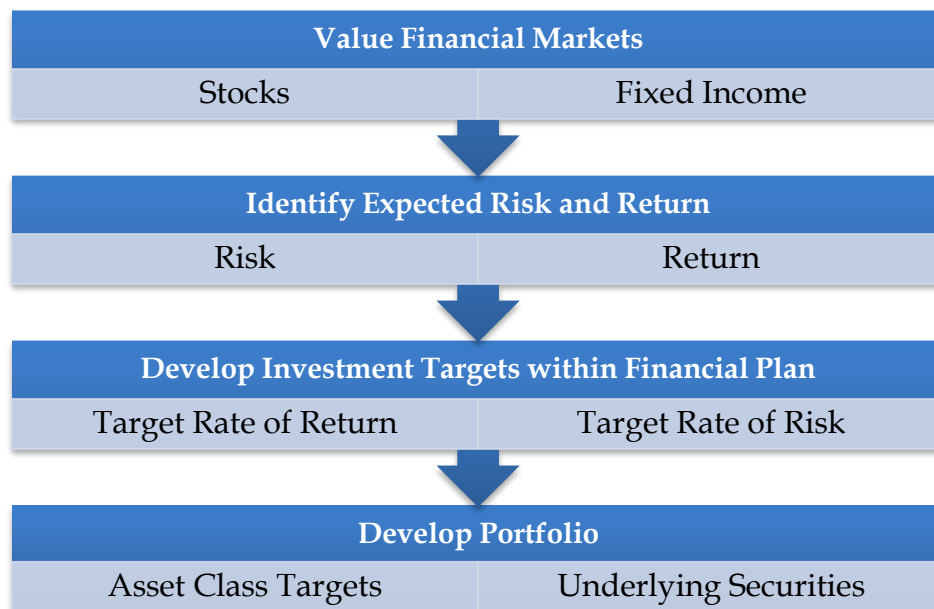 Value Financial Markets
Stocks
Fixed Income
Identify Expected Risk and Return
Risk
Return
Develop Investment Targets within Financial Plan
Target Rate of Return
Target Rate of Risk
Develop Portfolio
Asset Class Targets
Underlying Securities